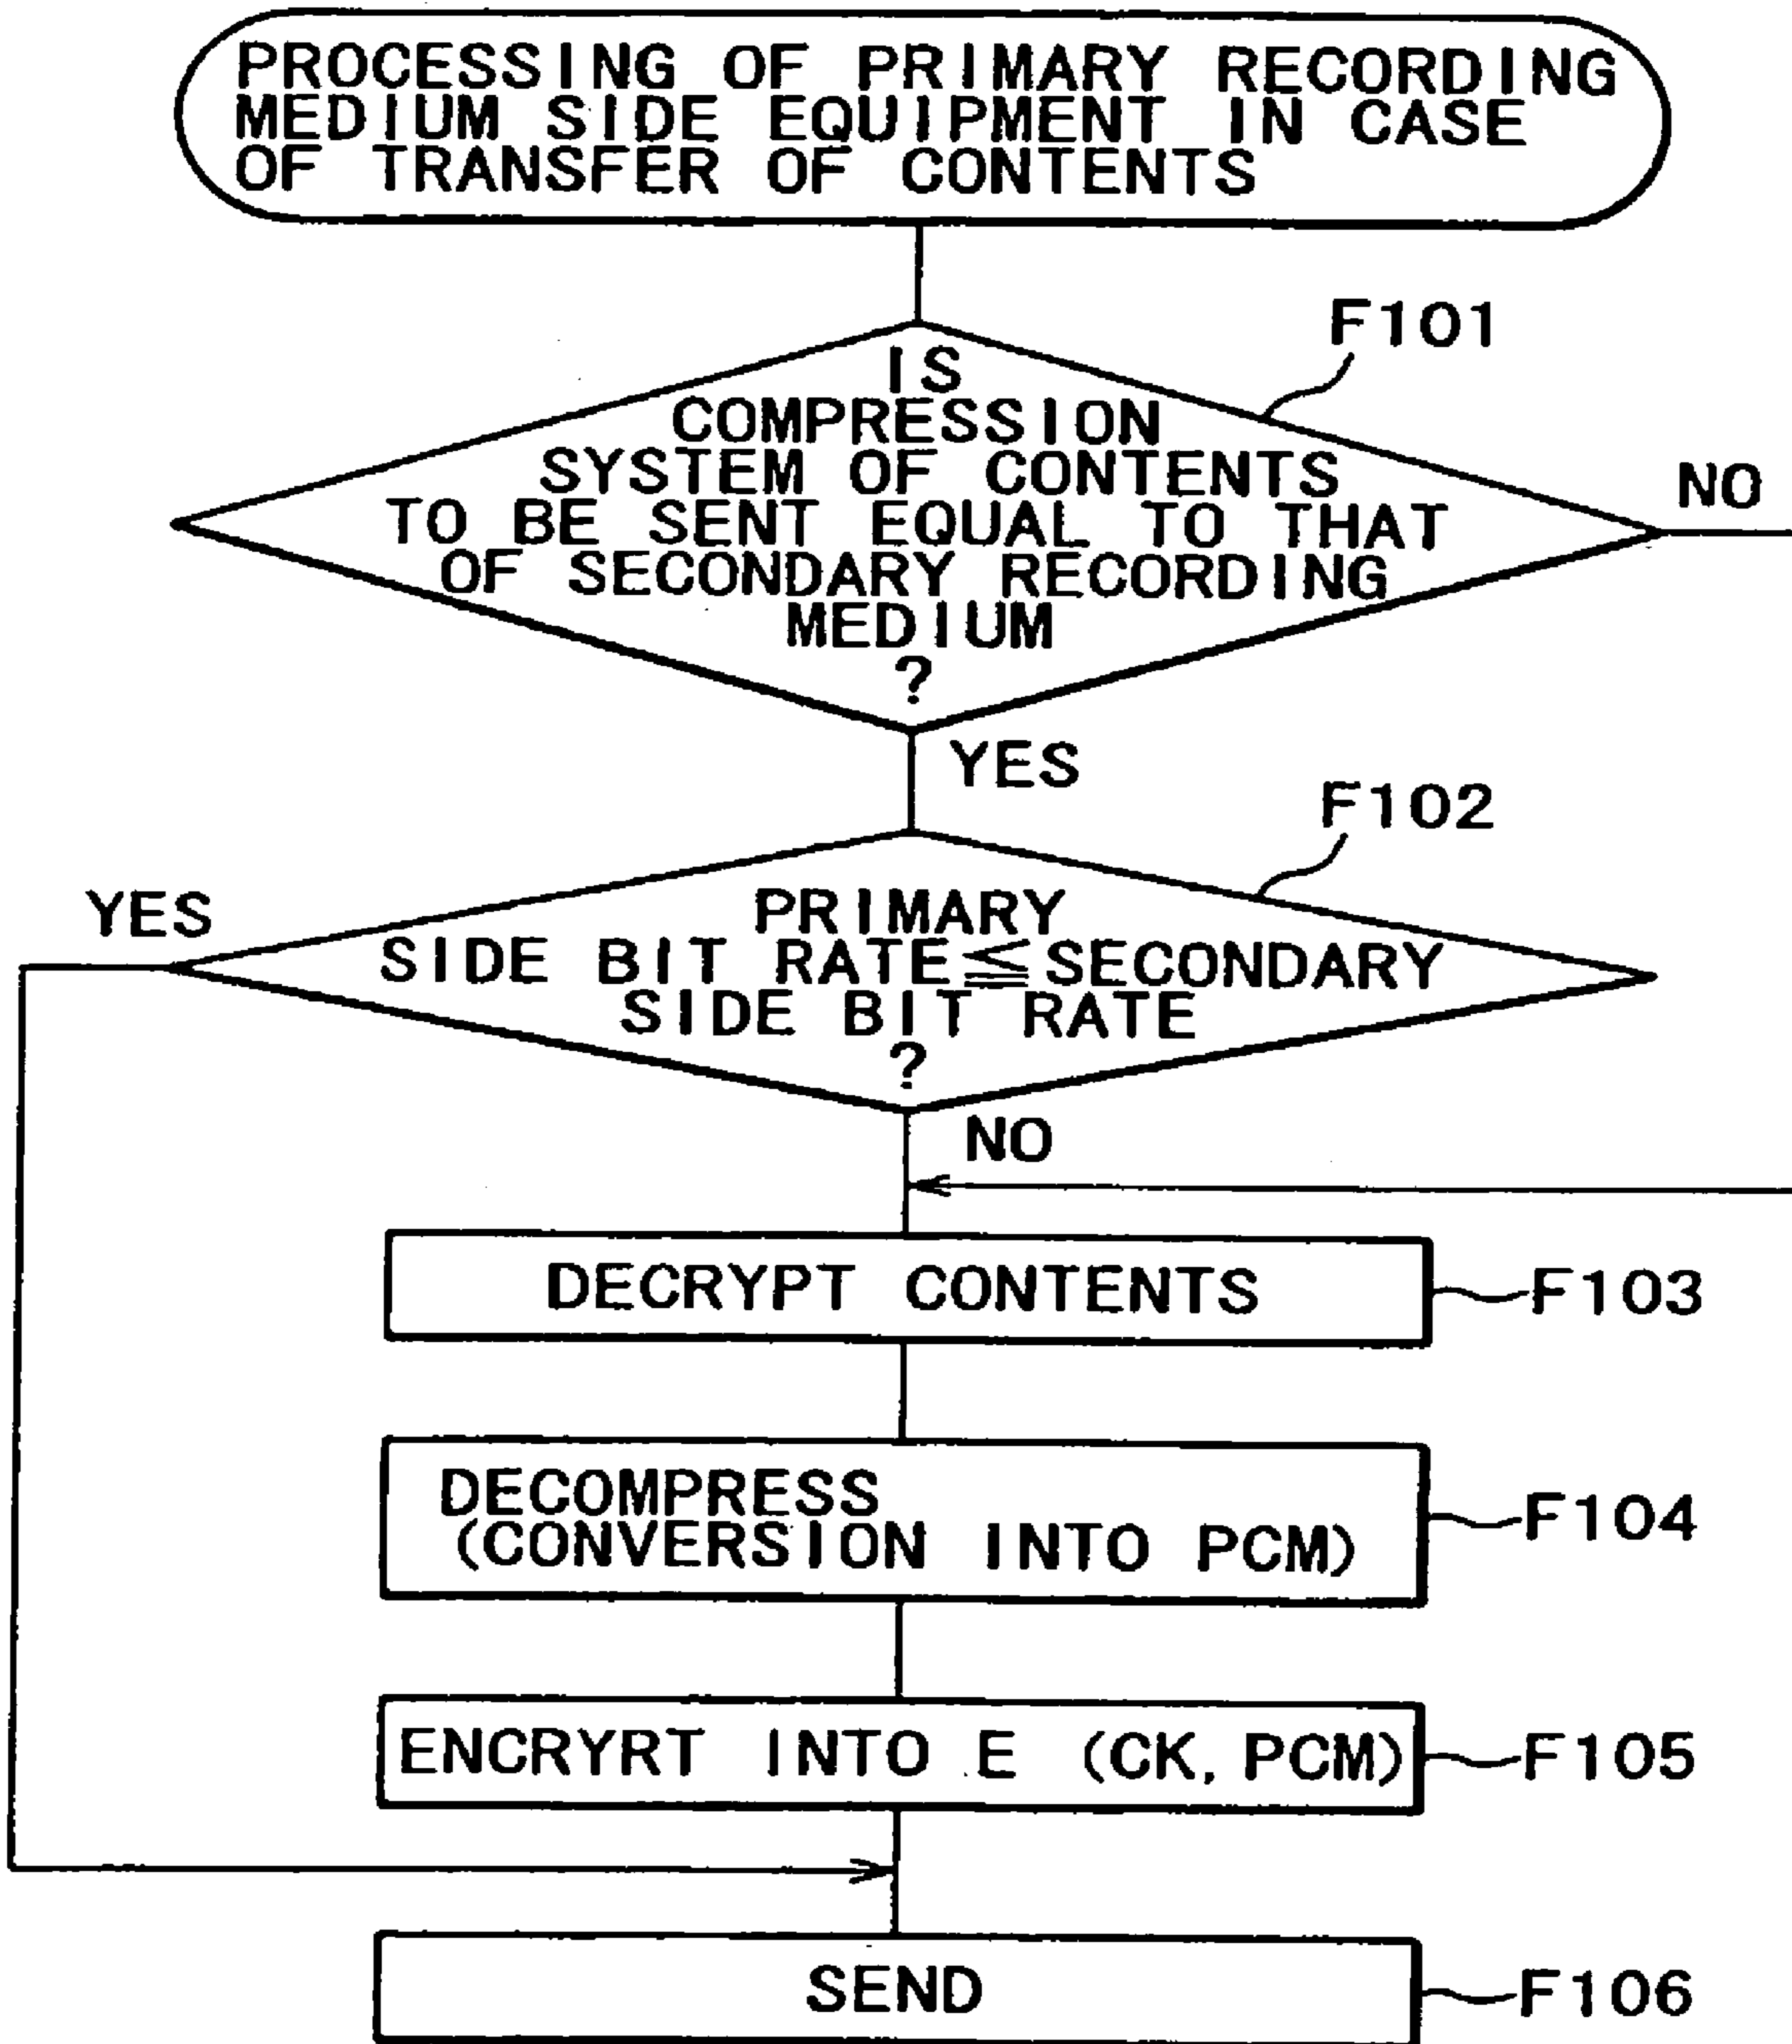 PROCESSING OF PRIMARY RECORDING
MEDIUM SIDE EQUIPMENT IN CASE
OF TRANSFER OF CONTENTS
F101
IS
COMPRESSION
SYSTEM OF CONTENTS
TO BE SENT EQUAL TO THAT
OF SECONDARY RECORDING
MEDIUM
?
NO
YES
F102
YES
PRIMARY
SIDE BIT RATE≦SECONDARY
SIDE BIT RATE
?
NO
DECRYPT CONTENTS
F103
DECOMPRESS
(CONVERSION INTO PCM)
F104
ENCRYRT INTO E (CK, PCM)
F105
SEND
F106